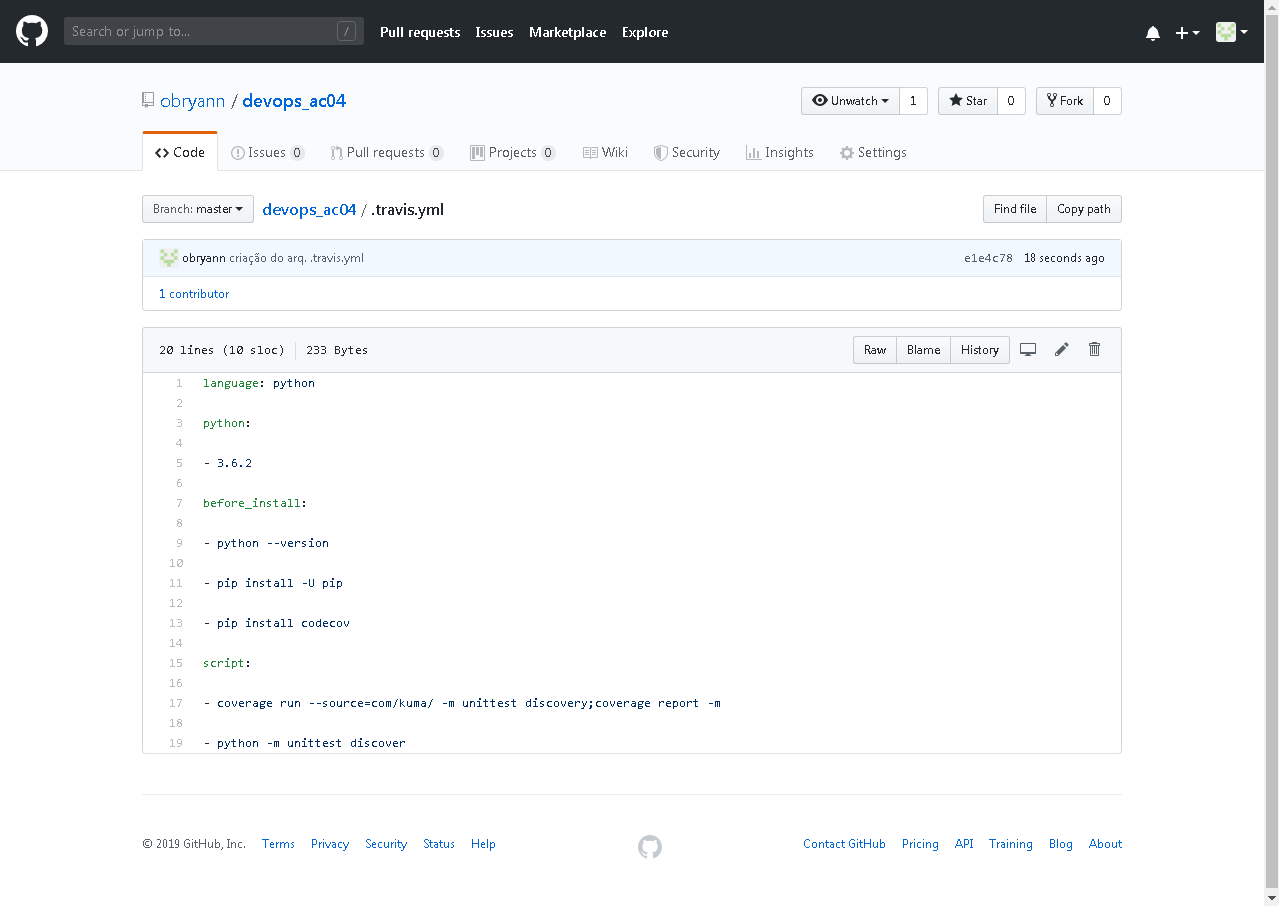 Search or jump to... /
Pull requests Issues Marketplace Explore
obryann / devops_ac04
Unwatch 1 Star 0 Fork 0
Code Issues 0 Pull requests 0 Projects 0 Wiki Security Insights Settings
Branch: master devops_ac04 / .travis.yml
Find file Copy path
obryann criação do arq. .travis.yml e1e4c78 18 seconds ago
1 contributor
20 lines (10 sloc) 233 Bytes Raw Blame History
1 language: python
2
3 python:
4
5 - 3.6.2
6
7 before_install:
8
9 - python --version
10
11 - pip install -U pip
12
13 - pip install codecov
14
15 script:
16
17 - coverage run --source=com/kuma/ -m unittest discovery;coverage report -m
18
19 - python -m unittest discover
© 2019 GitHub, Inc. Terms Privacy Security Status Help Contact GitHub Pricing API Training Blog About